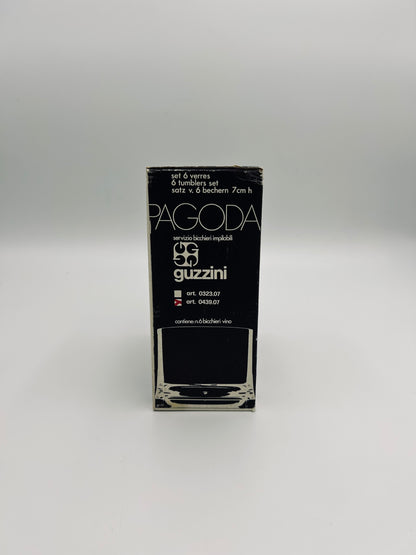 set 6 verres
6 tumblers set
satz v. 6 bechern 7cm h
PAGODA
servizio bicchieri impilabili
guzzini
art. 0323.07
art. 0439.07
contiene n.6 bicchieri vino